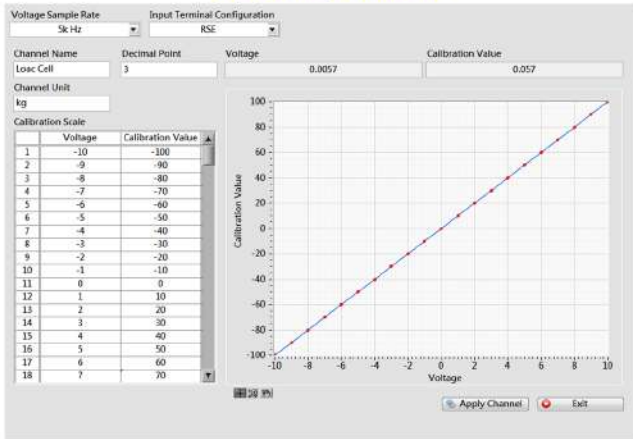 Voltage Sample Rate Input Terminal Configuration
5k Hz RSE
Channel Name Decimal Point Voltage Calibration Value
Loac Cell 3 0.0057 0.057
Channel Unit
kg
Calibration Scale
Voltage Calibration Value
1 -10 -100
2 -9 -90
3 -8 -80
4 -7 -70
5 -6 -60
6 -5 -50
7 -4 -40
8 -3 -30
9 -2 -20
10 -1 -10
11 0 0
12 1 10
13 2 20
14 3 30
15 4 40
16 5 50
17 6 60
18 7 70
Calibration Value
100
80
60
40
20
0
-20
-40
-60
-80
-100
-10 -8 -6 -4 -2 0 2 4 6 8 10
Voltage
Apply Channel Exit